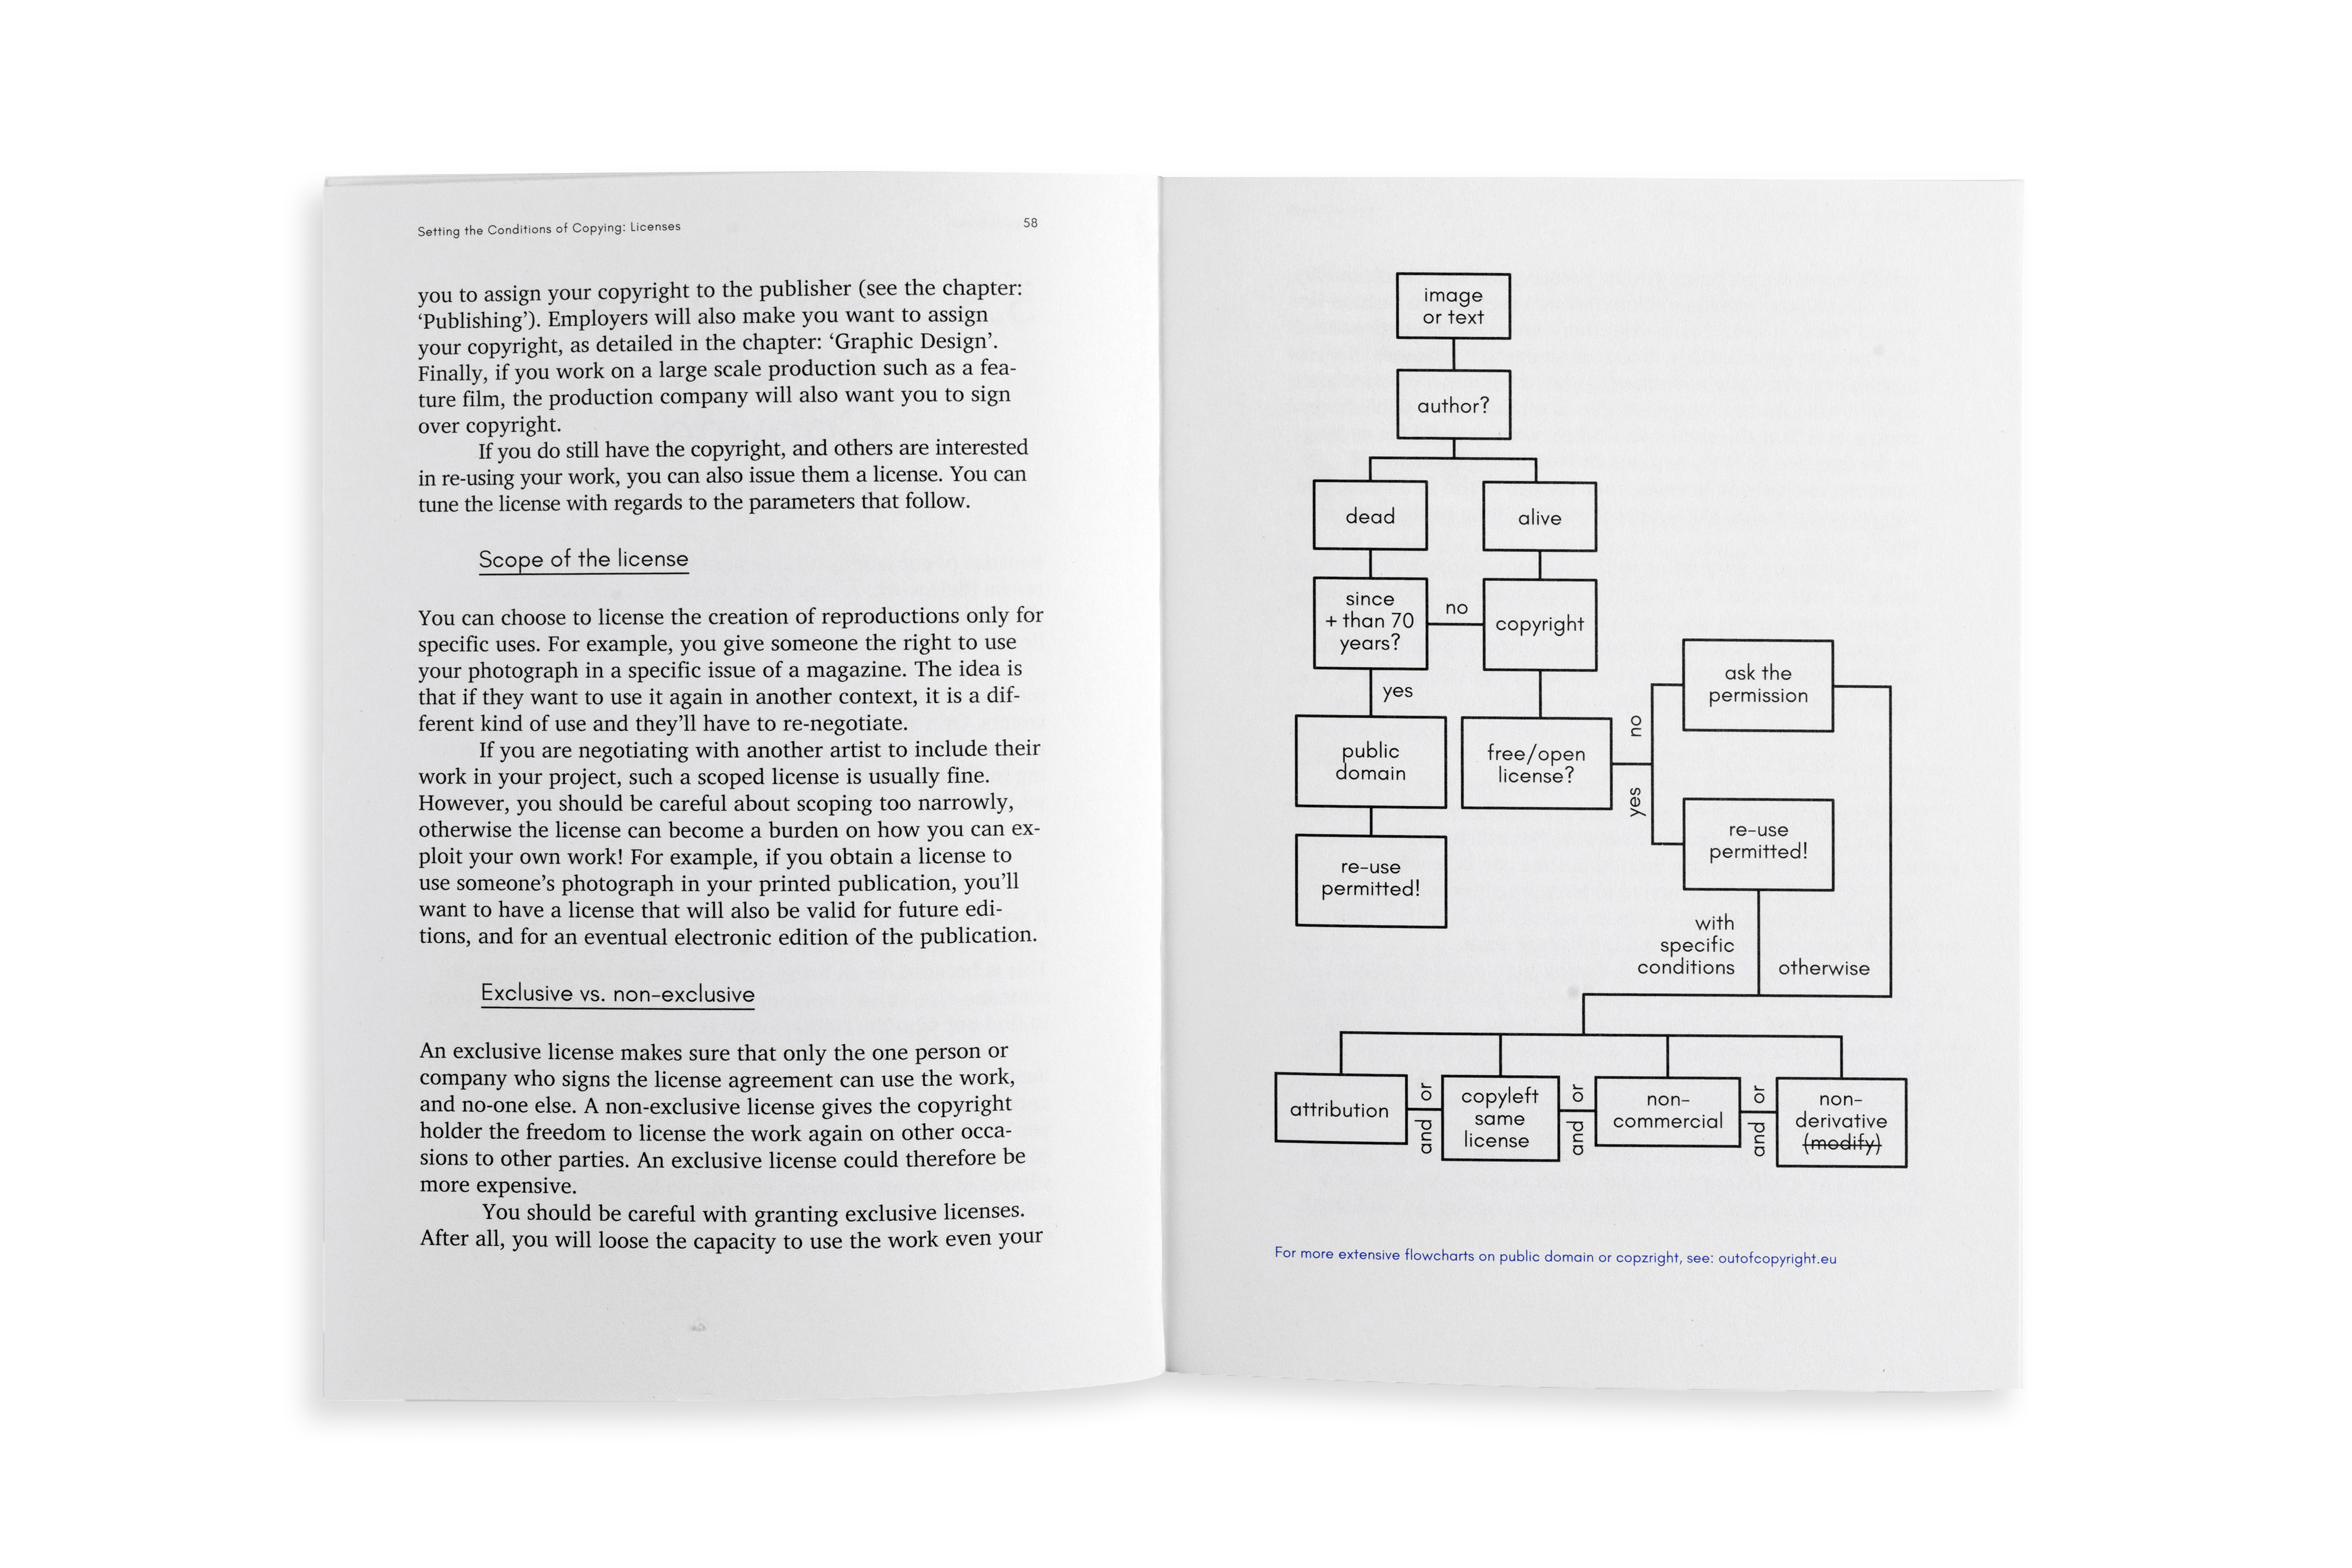 Setting the Conditions of Copying: Licenses
58
you to assign your copyright to the publisher (see the chapter:
‘Publishing’). Employers will also make you want to assign
your copyright, as detailed in the chapter: ‘Graphic Design’.
Finally, if you work on a large scale production such as a fea-
ture film, the production company will also want you to sign
over copyright.
If you do still have the copyright, and others are interested
in re-using your work, you can also issue them a license. You can
tune the license with regards to the parameters that follow.
Scope of the license
You can choose to license the creation of reproductions only for
specific uses. For example, you give someone the right to use
your photograph in a specific issue of a magazine. The idea is
that if they want to use it again in another context, it is a dif-
ferent kind of use and they’ll have to re-negotiate.
If you are negotiating with another artist to include their
work in your project, such a scoped license is usually fine.
However, you should be careful about scoping too narrowly,
otherwise the license can become a burden on how you can ex-
ploit your own work! For example, if you obtain a license to
use someone’s photograph in your printed publication, you’ll
want to have a license that will also be valid for future edi-
tions, and for an eventual electronic edition of the publication.
Exclusive vs. non-exclusive
An exclusive license makes sure that only the one person or
company who signs the license agreement can use the work,
and no-one else. A non-exclusive license gives the copyright
holder the freedom to license the work again on other occa-
sions to other parties. An exclusive license could therefore be
more expensive.
You should be careful with granting exclusive licenses.
After all, you will loose the capacity to use the work even your
image
or text
author?
dead
alive
since
+ than 70
years?
no
copyright
yes
public
domain
free/open
license?
no
yes
ask the
permission
re-use
permitted!
re-use
permitted!
with
specific
conditions
otherwise
attribution
and or
copyleft
same
license
and or
non-
commercial
and or
non-
derivative
(modify)
For more extensive flowcharts on public domain or copzright, see: outofcopyright.eu